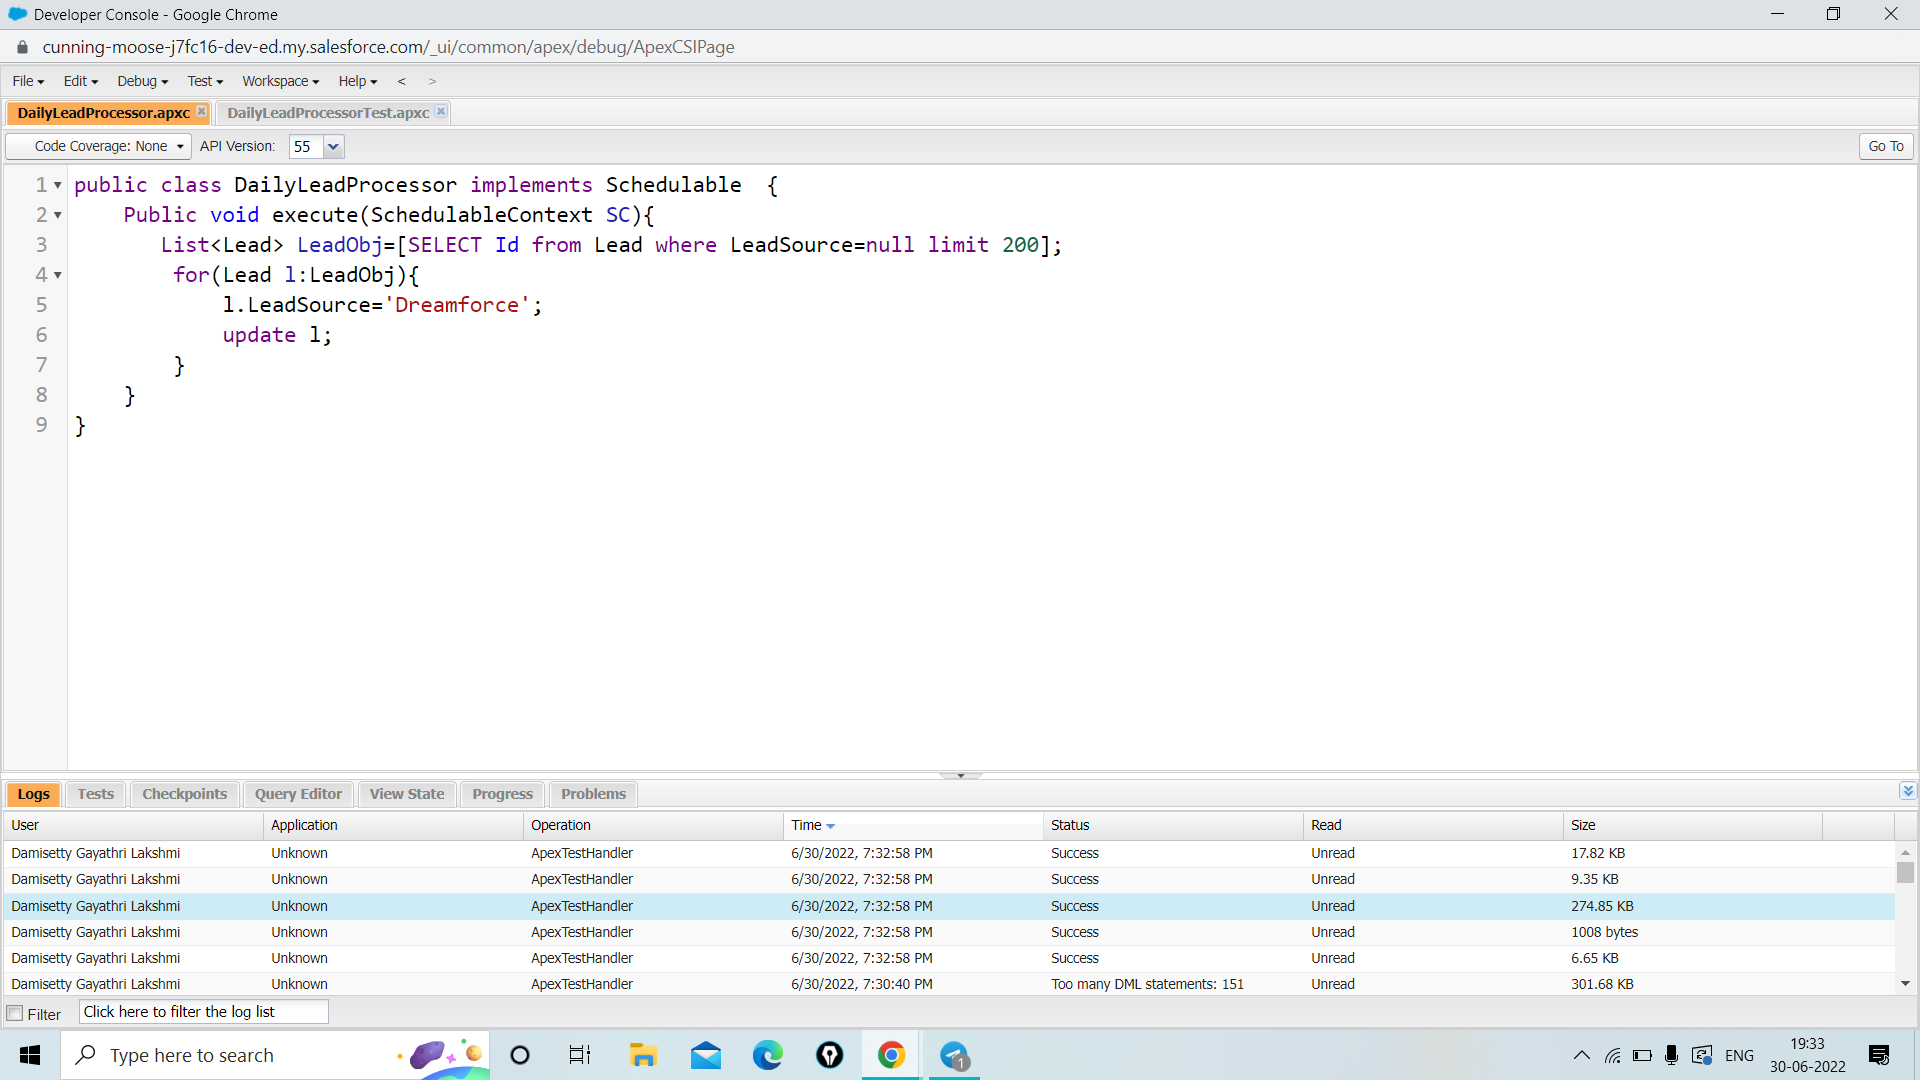 Developer Console - Google Chrome
cunning-moose-j7fc16-dev-ed.my.salesforce.com/_ui/common/apex/debug/ApexCSIPage
File Edit Debug Test Workspace Help < >
DailyLeadProcessor.apxc DailyLeadProcessorTest.apxc
Code Coverage: None API Version: 55 Go To
1 public class DailyLeadProcessor implements Schedulable {
2 Public void execute(SchedulableContext SC){
3 List<Lead> LeadObj=[SELECT Id from Lead where LeadSource=null limit 200];
4 for(Lead l:LeadObj){
5 l.LeadSource='Dreamforce';
6 update l;
7 }
8 }
9 }
Logs Tests Checkpoints Query Editor View State Progress Problems
User Application Operation Time Status Read Size
Damisetty Gayathri Lakshmi Unknown ApexTestHandler 6/30/2022, 7:32:58 PM Success Unread 17.82 KB
Damisetty Gayathri Lakshmi Unknown ApexTestHandler 6/30/2022, 7:32:58 PM Success Unread 9.35 KB
Damisetty Gayathri Lakshmi Unknown ApexTestHandler 6/30/2022, 7:32:58 PM Success Unread 274.85 KB
Damisetty Gayathri Lakshmi Unknown ApexTestHandler 6/30/2022, 7:32:58 PM Success Unread 1008 bytes
Damisetty Gayathri Lakshmi Unknown ApexTestHandler 6/30/2022, 7:32:58 PM Success Unread 6.65 KB
Damisetty Gayathri Lakshmi Unknown ApexTestHandler 6/30/2022, 7:30:40 PM Too many DML statements: 151 Unread 301.68 KB
Filter Click here to filter the log list
Type here to search 1 ENG 19:33
30-06-2022